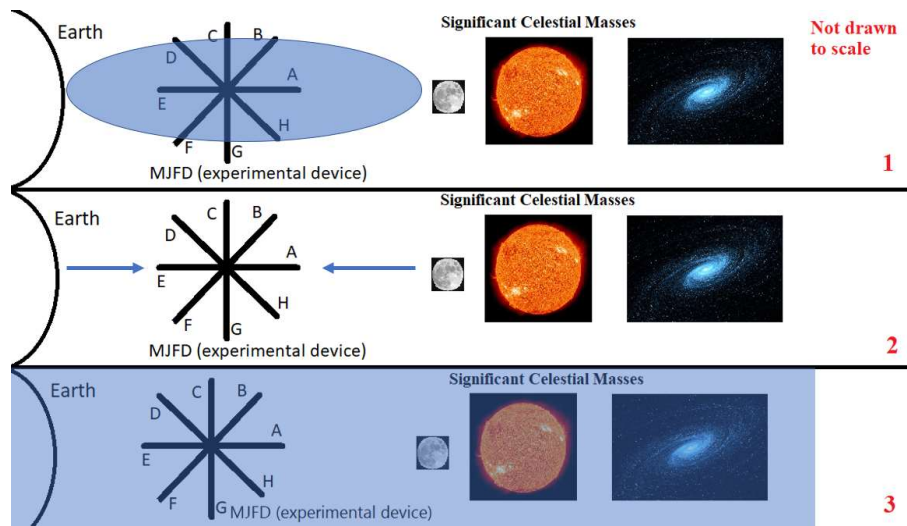 Significant Celestial Masses
Not drawn
to scale
Earth
C
B
D
A
E
H
F
G
MJFD (experimental device)
1
Significant Celestial Masses
Earth
C
B
D
A
E
H
F
G
MJFD (experimental device)
2
Significant Celestial Masses
Earth
C
B
D
A
E
H
F
G
MJFD (experimental device)
3